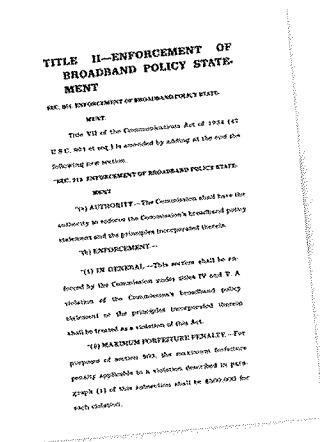 TITLE II—ENFORCEMENT OF
BROADBAND POLICY STATE-
MENT
SEC. 201. ENFORCEMENT OF BROADBAND POLICY STATE-
MENT.
Title VII of the Communications Act of 1934 (47
U.S.C. 601 et seq.) is amended by adding at the end the
following new section:
"SEC. 715. ENFORCEMENT OF BROADBAND POLICY STATE-
MENT
"(a) AUTHORITY.—The Commission shall have the
authority to enforce the Commission's broadband policy
statement and the principles incorporated therein.
"(b) ENFORCEMENT.—
"(1) IN GENERAL.—This section shall be en-
forced by the Commission under titles IV and V. A
violation of the Commission's broadband policy
statement or the principles incorporated therein
shall be treated as a violation of this Act.
"(2) MAXIMUM FORFEITURE PENALTY.—For
purposes of section 503, the maximum forfeiture
penalty applicable to a violation described in para-
graph (1) of this subsection shall be $500,000 for
each violation.